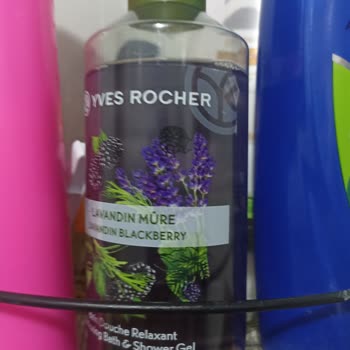 YVES ROCHER
LAVANDIN MÛRE
LAVANDIN BLACKBERRY
Douche Relaxant
Bath & Shower Gel